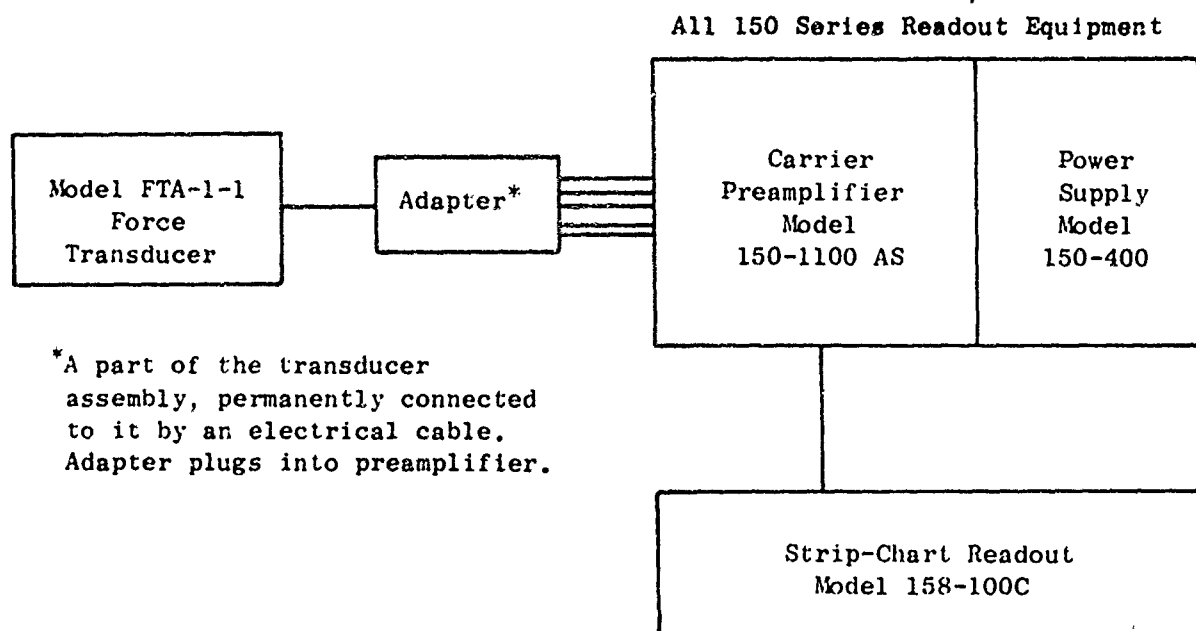 All 150 Series Readout Equipment
Model FTA-1-1
Force
Transducer
Adapter*
Carrier
Preamplifier
Model
150-1100 AS
Power
Supply
Model
150-400
*A part of the transducer
assembly, permanently connected
to it by an electrical cable.
Adapter plugs into preamplifier.
Strip-Chart Readout
Model 158-100C